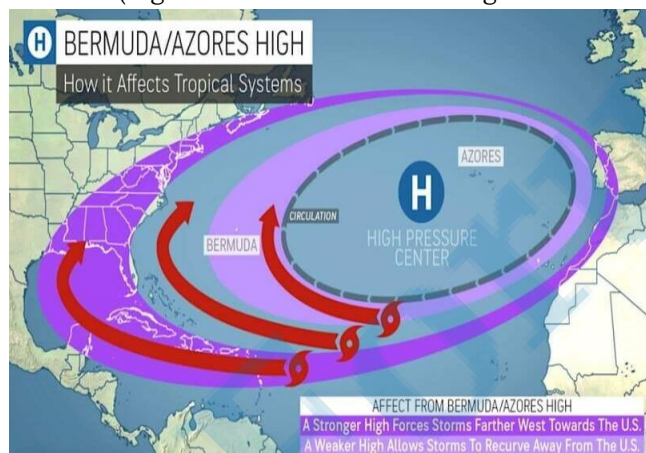 H BERMUDA/AZORES HIGH
How it Affects Tropical Systems
AZORES
H
CIRCULATION
BERMUDA
HIGH PRESSURE
CENTER
AFFECT FROM BERMUDA/AZORES HIGH
A Stronger High Forces Storms Farther West Towards The U.S.
A Weaker High Allows Storms To Recurve Away From The U.S.